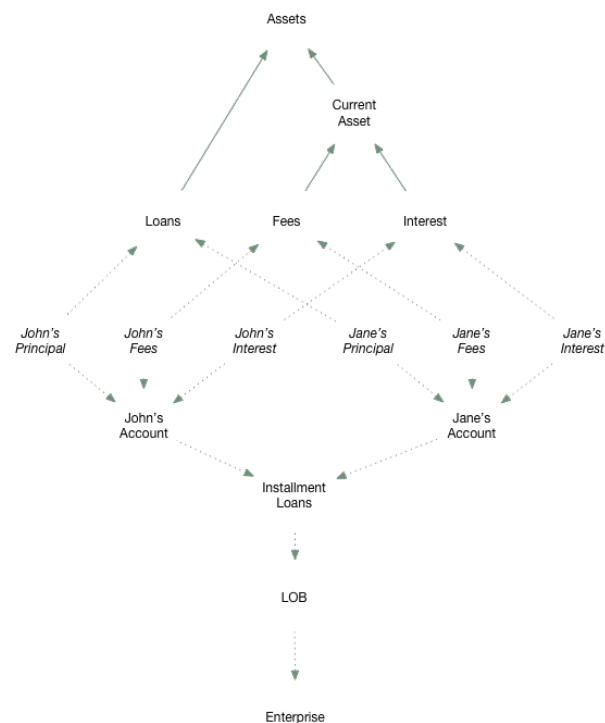 Assets
Current
Asset
Loans
Fees
Interest
John's
Principal
John's
Fees
John's
Interest
Jane's
Principal
Jane's
Fees
Jane's
Interest
John's
Account
Jane's
Account
Installment
Loans
LOB
Enterprise